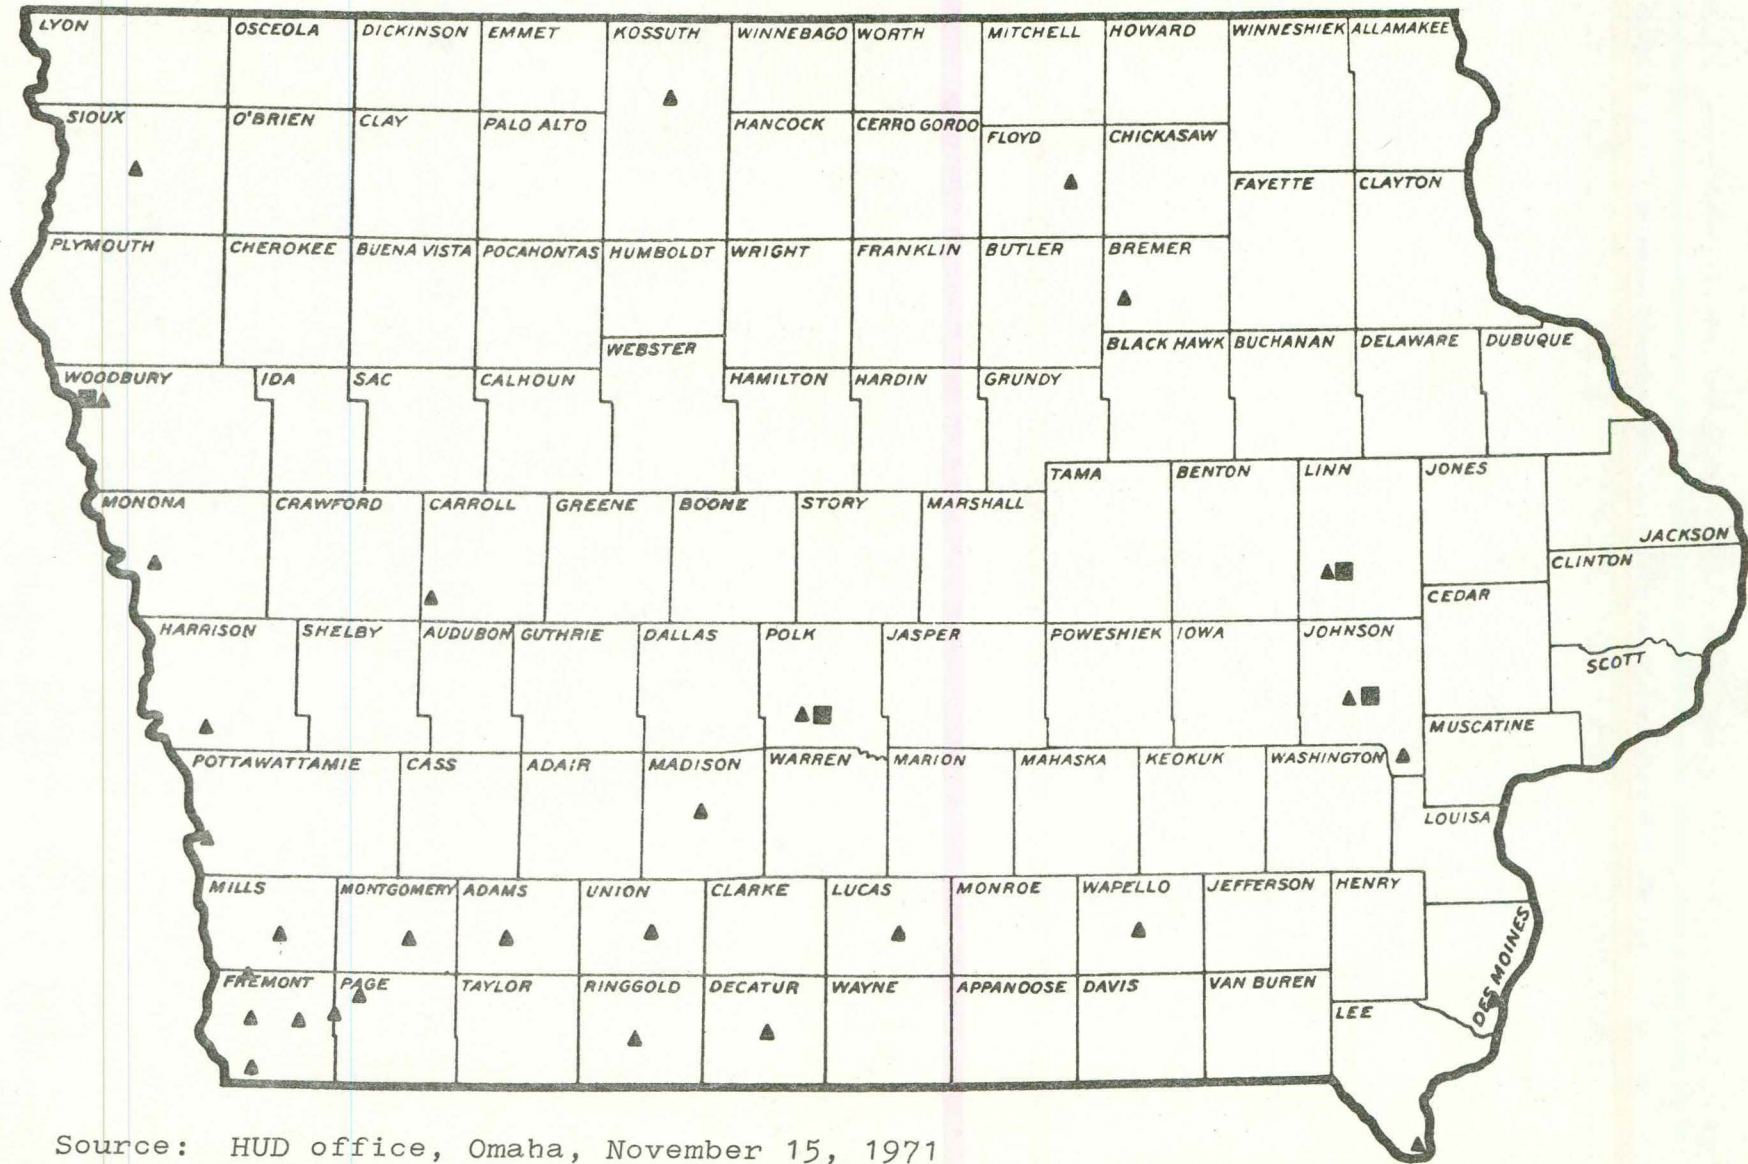 LYON OSCEOLA DICKINSON EMMET KOSSUTH WINNEBAGO WORTH MITCHELL HOWARD WINNESHIEK ALLAMAKEE
SIOUX O'BRIEN CLAY PALO ALTO HANCOCK CERRO GORDO FLOYD CHICKASAW
FAYETTE CLAYTON
PLYMOUTH CHEROKEE BUENA VISTA POCAHONTAS HUMBOLDT WRIGHT FRANKLIN BUTLER BREMER
WEBSTER BLACK HAWK BUCHANAN DELAWARE DUBUQUE
WOODBURY IDA SAC CALHOUN HAMILTON HARDIN GRUNDY
TAMA BENTON LINN JONES
MONONA CRAWFORD CARROLL GREENE BOONE STORY MARSHALL
JACKSON
CLINTON
CEDAR
HARRISON SHELBY AUDUBON GUTHRIE DALLAS POLK JASPER POWESHIEK IOWA JOHNSON
SCOTT
MUSCATINE
POTTAWATTAMIE CASS ADAIR MADISON WARREN MARION MAHASKA KEOKUK WASHINGTON
LOUISA
MILLS MONTGOMERY ADAMS UNION CLARKE LUCAS MONROE WAPELLO JEFFERSON HENRY
DES MOINES
FREMONT PAGE TAYLOR RINGGOLD DECATUR WAYNE APPANOOSE DAVIS VAN BUREN
LEE
Source: HUD office, Omaha, November 15, 1971